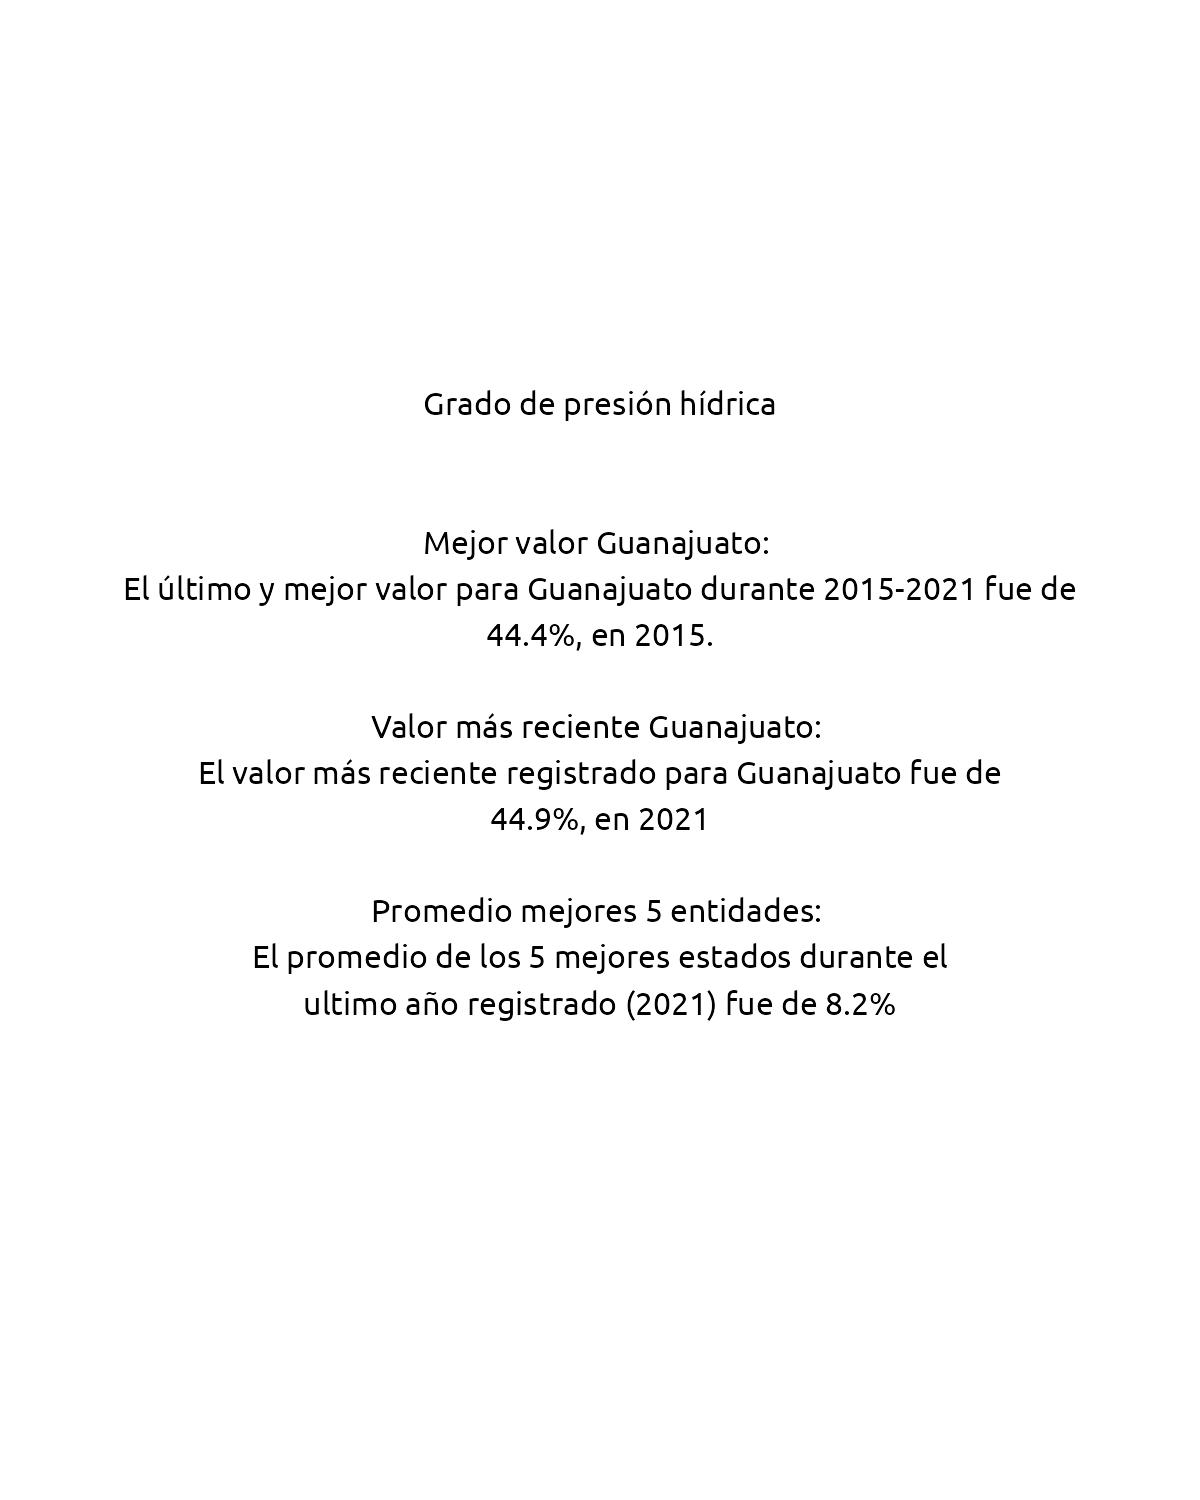 Grado de presión hídrica
Mejor valor Guanajuato:
El último y mejor valor para Guanajuato durante 2015-2021 fue de
44.4%, en 2015.
Valor más reciente Guanajuato:
El valor más reciente registrado para Guanajuato fue de
44.9%, en 2021
Promedio mejores 5 entidades:
El promedio de los 5 mejores estados durante el
ultimo año registrado (2021) fue de 8.2%